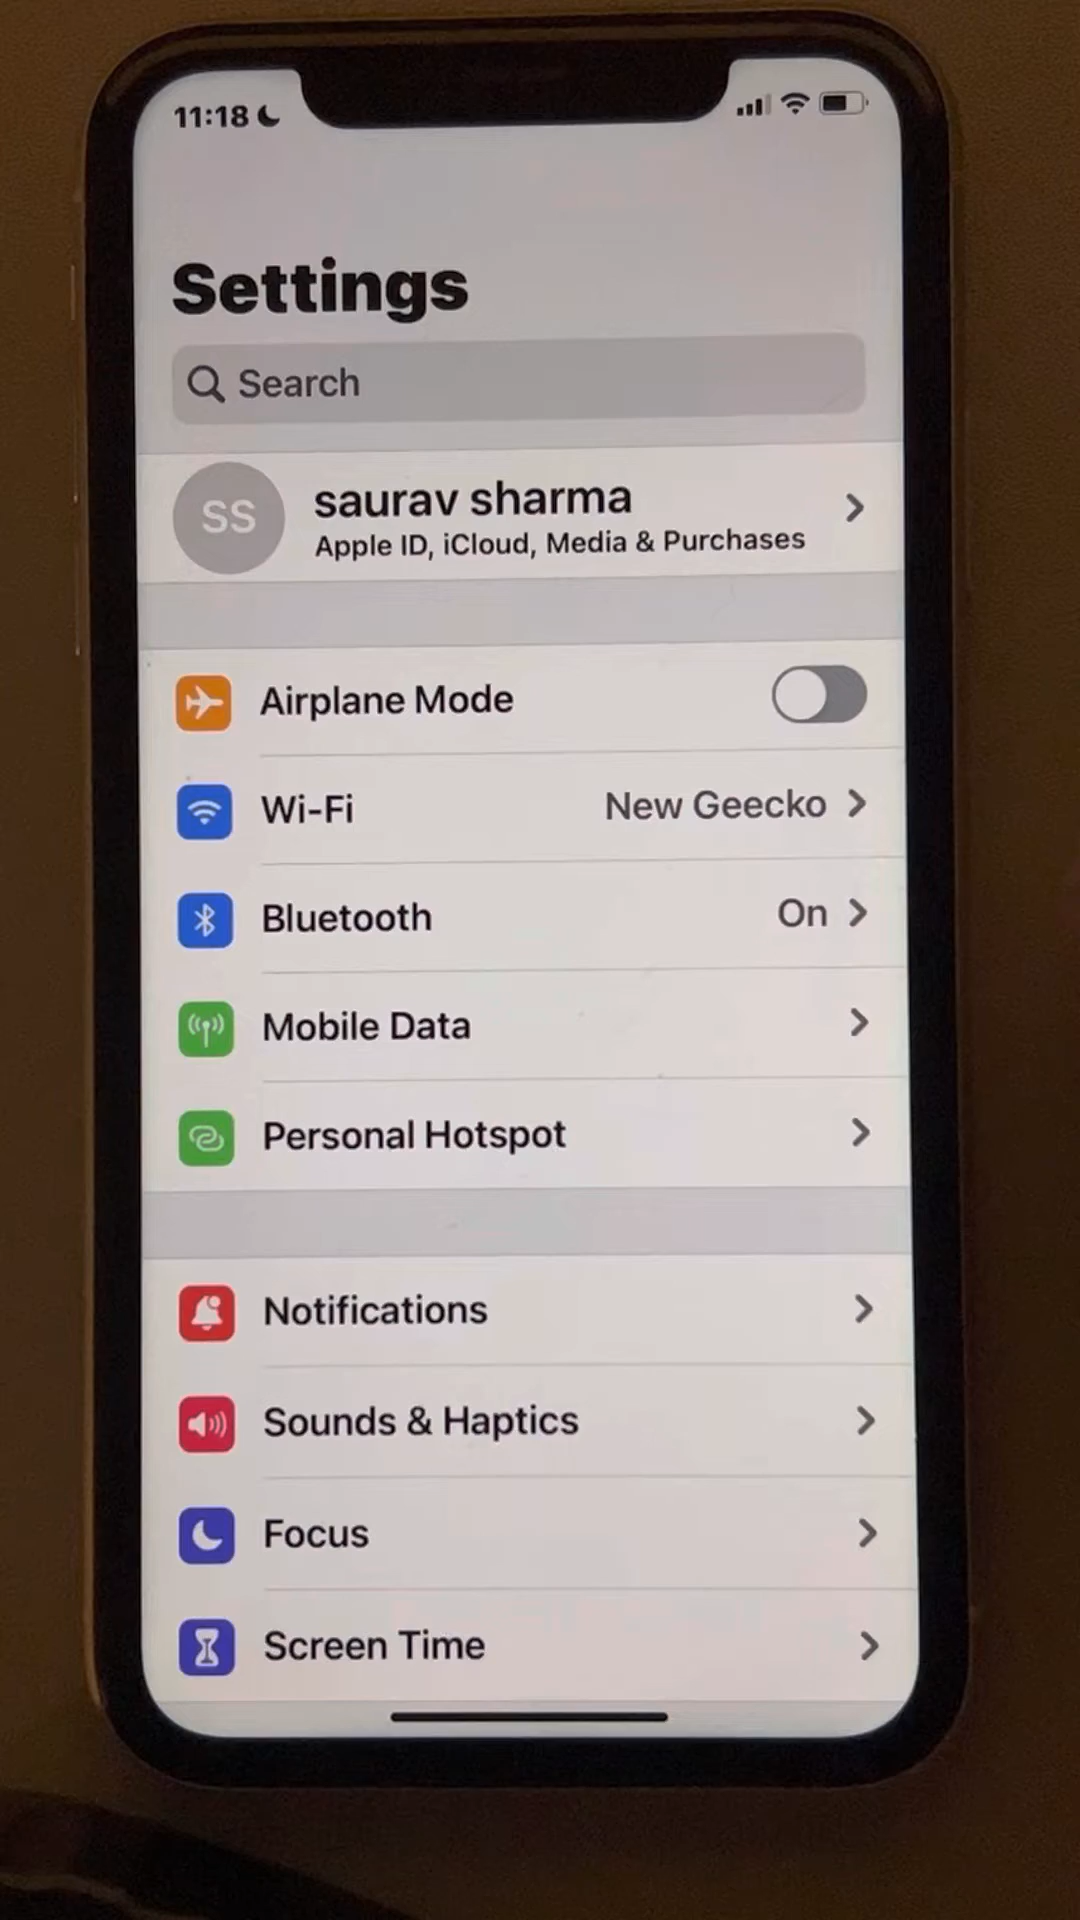 11:18
Settings
Search
SS
saurav sharma
Apple ID, iCloud, Media & Purchases
Airplane Mode
Wi-Fi New Geecko
Bluetooth On
Mobile Data
Personal Hotspot
Notifications
Sounds & Haptics
Focus
Screen Time